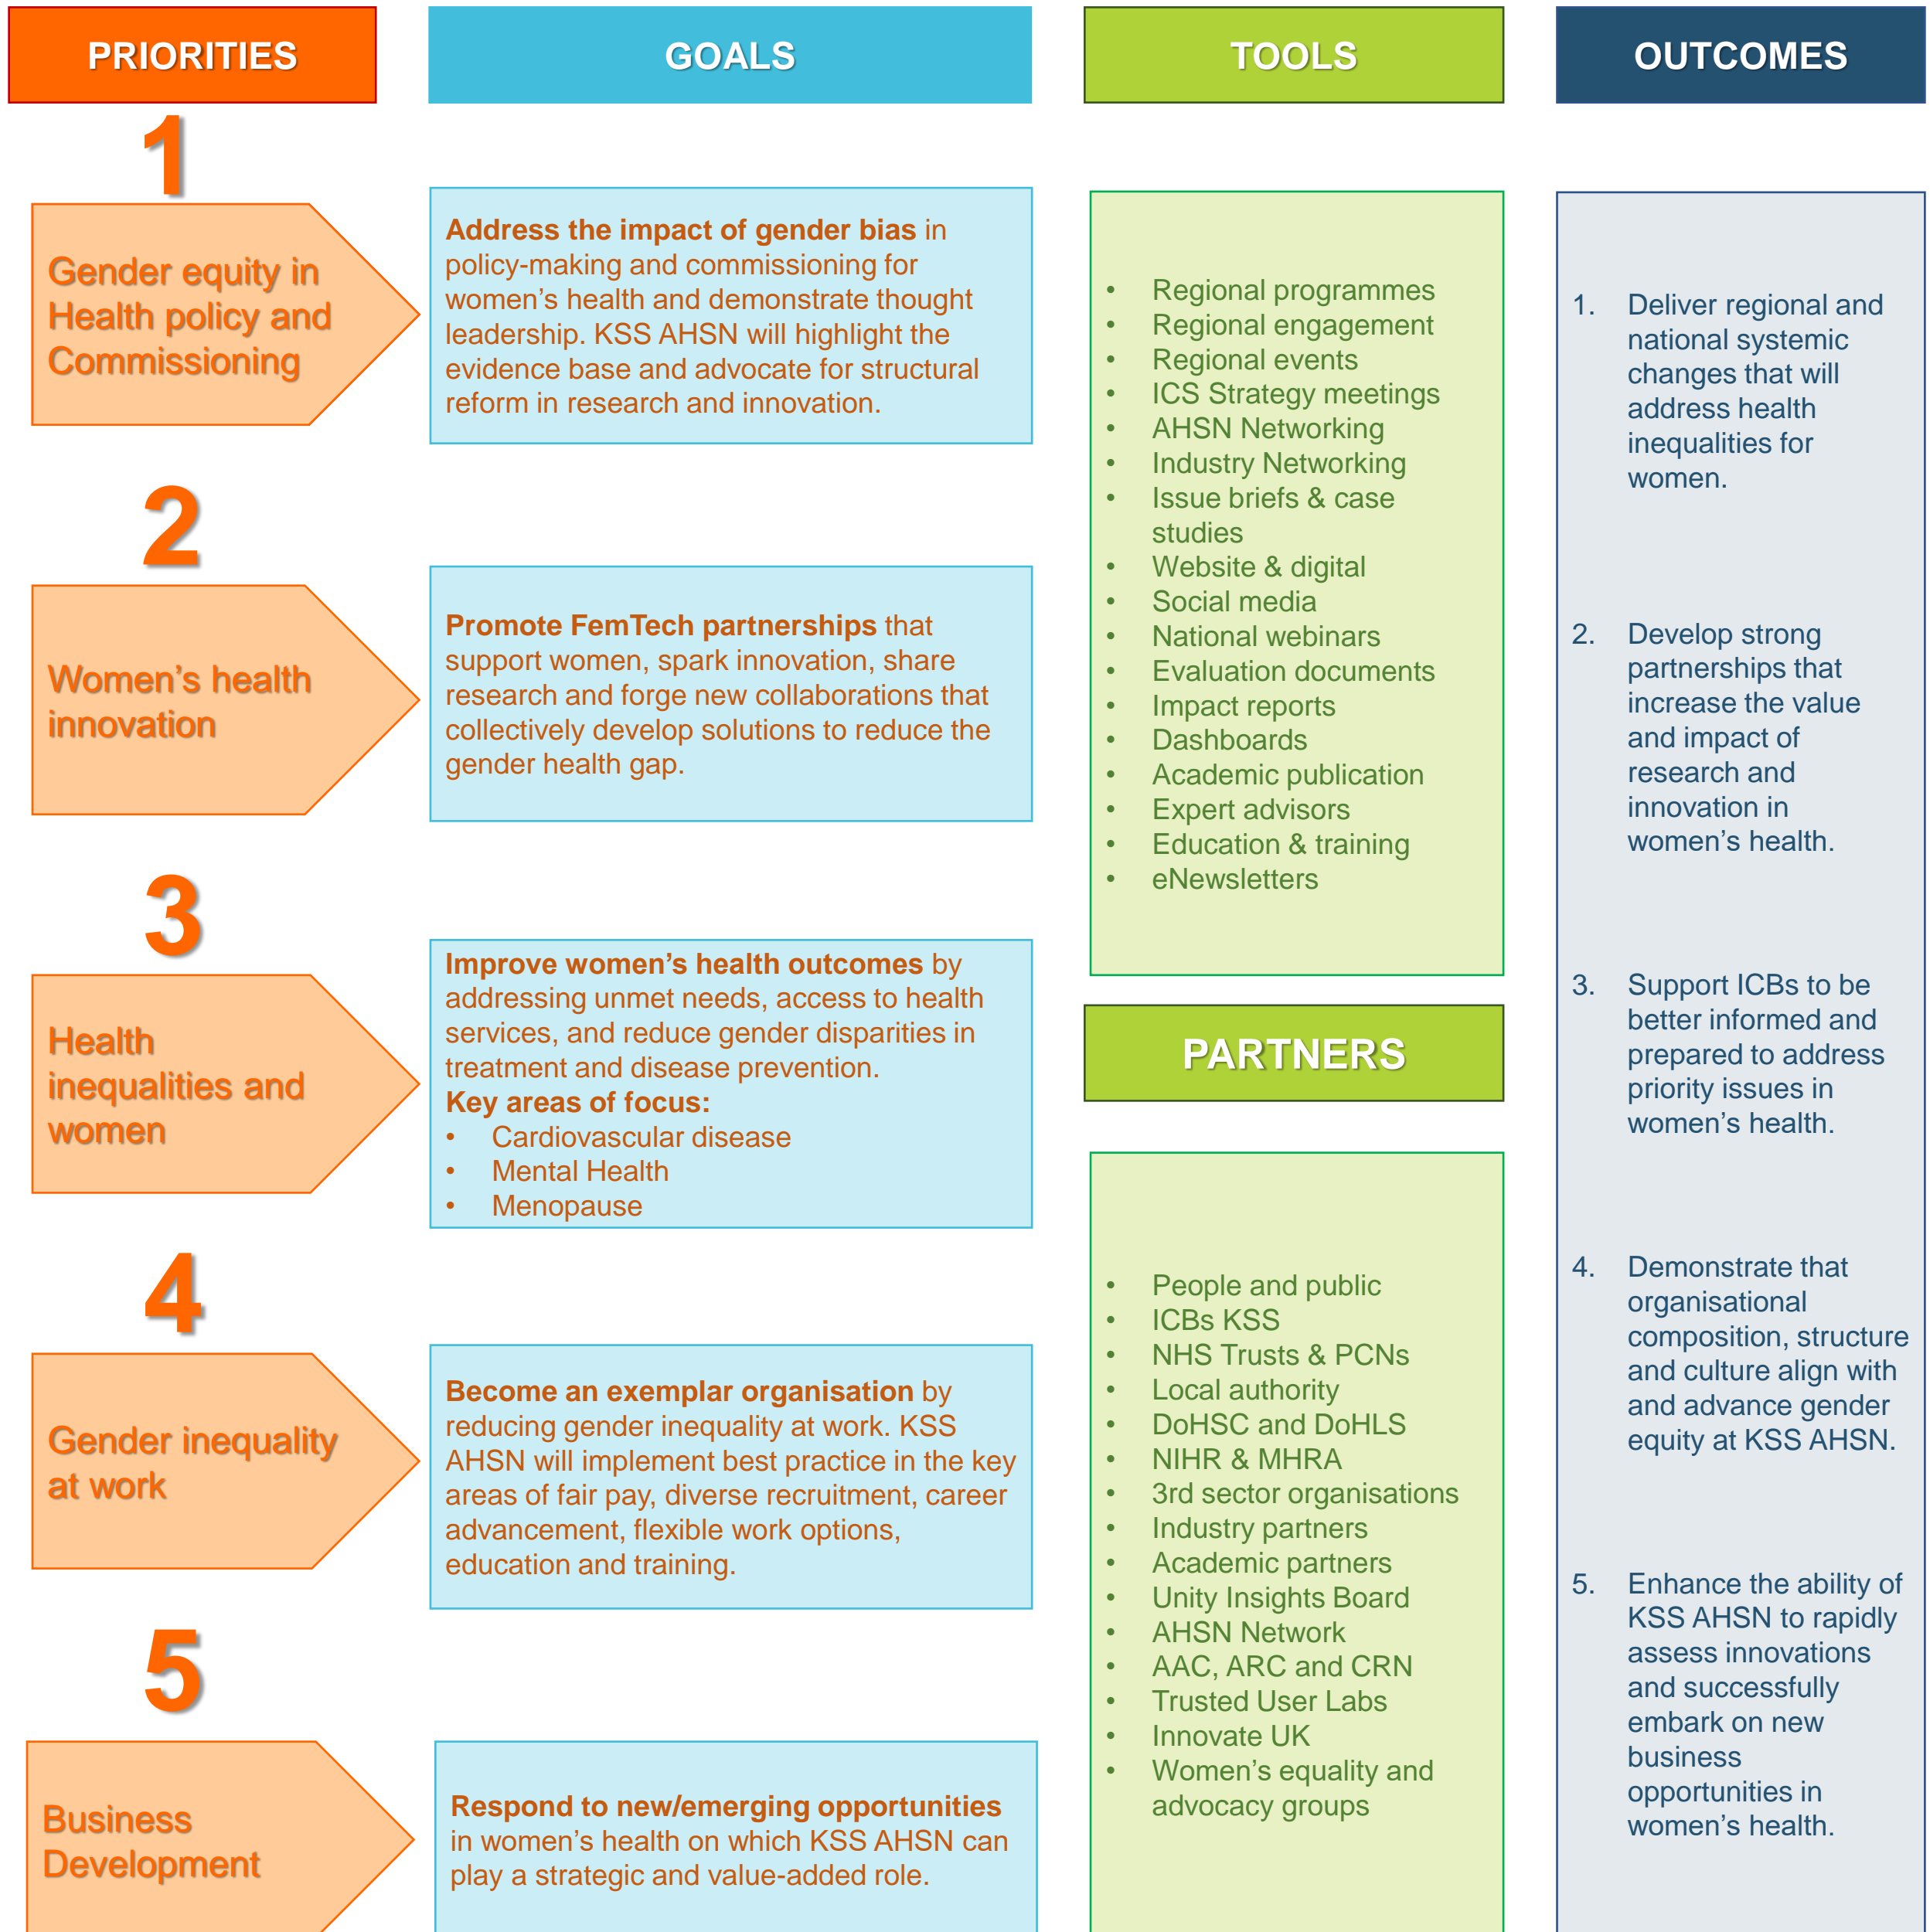 PRIORITIES
GOALS
TOOLS
OUTCOMES
1
Gender equity in
Health policy and
Commissioning
Address the impact of gender bias in
policy-making and commissioning for
women’s health and demonstrate thought
leadership. KSS AHSN will highlight the
evidence base and advocate for structural
reform in research and innovation.
2
Women’s health
innovation
Promote FemTech partnerships that
support women, spark innovation, share
research and forge new collaborations that
collectively develop solutions to reduce the
gender health gap.
3
Health
inequalities and
women
Improve women’s health outcomes by
addressing unmet needs, access to health
services, and reduce gender disparities in
treatment and disease prevention.
Key areas of focus:
• Cardiovascular disease
• Mental Health
• Menopause
4
Gender inequality
at work
Become an exemplar organisation by
reducing gender inequality at work. KSS
AHSN will implement best practice in the key
areas of fair pay, diverse recruitment, career
advancement, flexible work options,
education and training.
5
Business
Development
Respond to new/emerging opportunities
in women’s health on which KSS AHSN can
play a strategic and value-added role.
• Regional programmes
• Regional engagement
• Regional events
• ICS Strategy meetings
• AHSN Networking
• Industry Networking
• Issue briefs & case
studies
• Website & digital
• Social media
• National webinars
• Evaluation documents
• Impact reports
• Dashboards
• Academic publication
• Expert advisors
• Education & training
• eNewsletters
PARTNERS
• People and public
• ICBs KSS
• NHS Trusts & PCNs
• Local authority
• DoHSC and DoHLS
• NIHR & MHRA
• 3rd sector organisations
• Industry partners
• Academic partners
• Unity Insights Board
• AHSN Network
• AAC, ARC and CRN
• Trusted User Labs
• Innovate UK
• Women’s equality and
advocacy groups
1. Deliver regional and
national systemic
changes that will
address health
inequalities for
women.
2. Develop strong
partnerships that
increase the value
and impact of
research and
innovation in
women’s health.
3. Support ICBs to be
better informed and
prepared to address
priority issues in
women’s health.
4. Demonstrate that
organisational
composition, structure
and culture align with
and advance gender
equity at KSS AHSN.
5. Enhance the ability of
KSS AHSN to rapidly
assess innovations
and successfully
embark on new
business
opportunities in
women’s health.